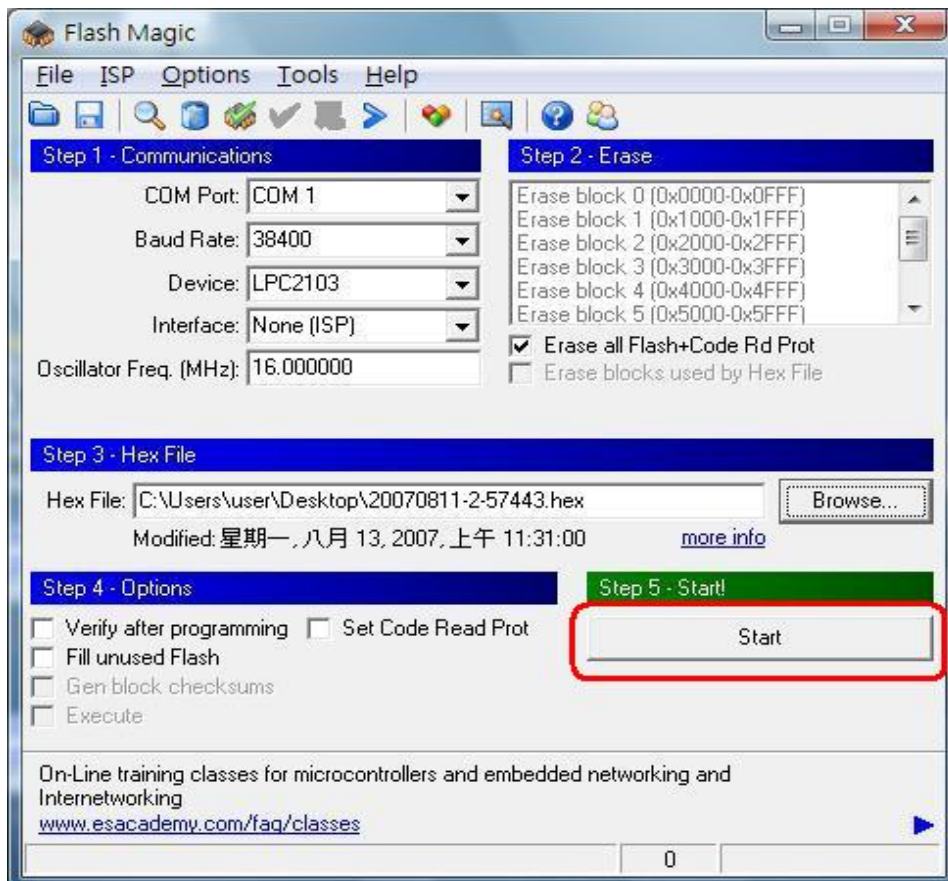 Flash Magic
File ISP Options Tools Help
Step 1 - Communications
COM Port: COM 1
Baud Rate: 38400
Device: LPC2103
Interface: None (ISP)
Oscillator Freq. (MHz): 16.000000
Step 2 - Erase
Erase block 0 (0x0000-0x0FFF)
Erase block 1 (0x1000-0x1FFF)
Erase block 2 (0x2000-0x2FFF)
Erase block 3 (0x3000-0x3FFF)
Erase block 4 (0x4000-0x4FFF)
Erase block 5 (0x5000-0x5FFF)
Erase all Flash+Code Rd Prot
Erase blocks used by Hex File
Step 3 - Hex File
Hex File: C:\Users\user\Desktop\20070811-2-57443.hex Browse...
Modified: 星期一, 八月 13, 2007, 上午 11:31:00 more info
Step 4 - Options
Verify after programming Set Code Read Prot
Fill unused Flash
Gen block checksums
Execute
Step 5 - Start!
Start
On-Line training classes for microcontrollers and embedded networking and
Internetworking
www.esacademy.com/faq/classes
0